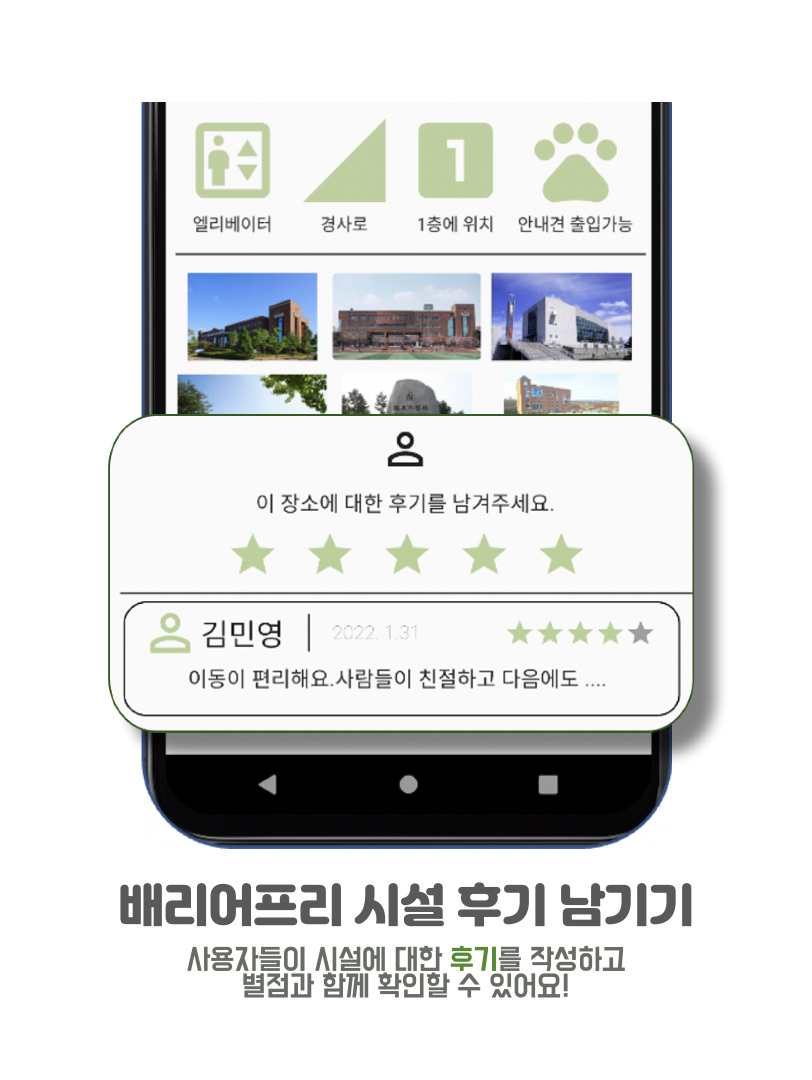 엘리베이터 경사로 1 1층에 위치 안내견 출입가능
이 장소에 대한 후기를 남겨주세요.
김민영 2022. 1.31
이동이 편리해요.사람들이 친절하고 다음에도 ....
배리어프리 시설 후기 남기기
사용자들이 시설에 대한 후기를 작성하고
별점과 함께 확인할 수 있어요!